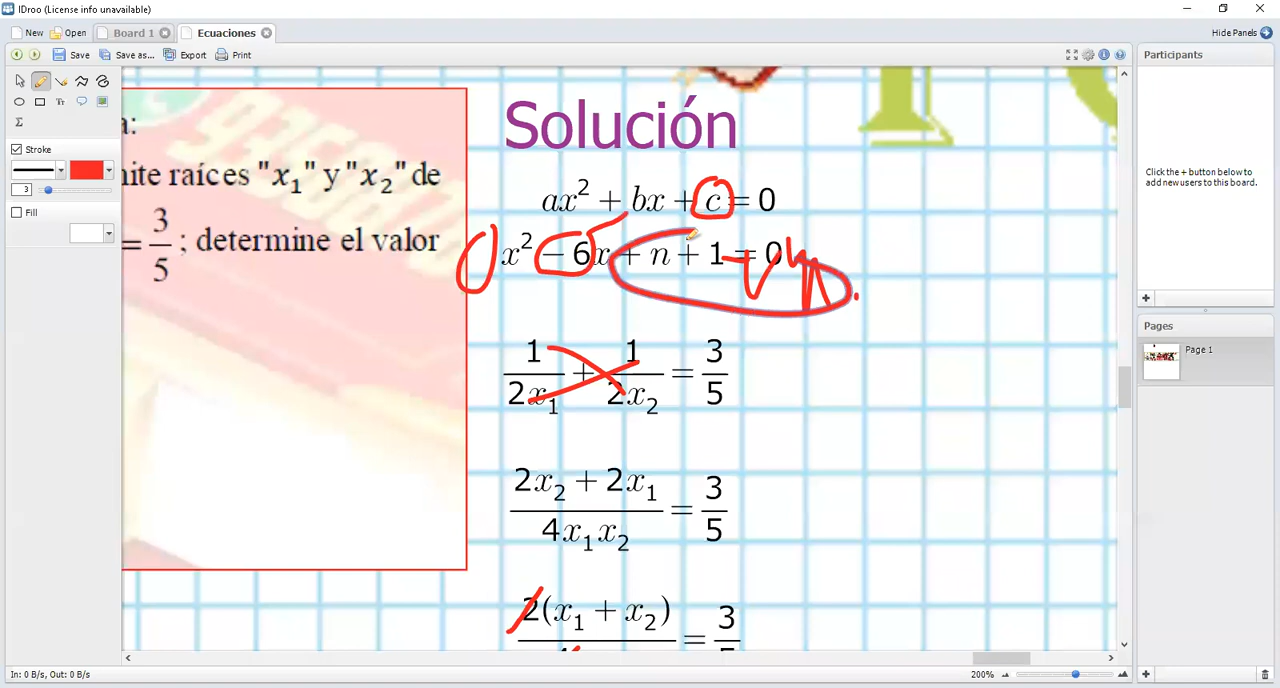 IDroo (License info unavailable)
New Open Board 1 Ecuaciones Hide Panels
Save Save as... Export Print
Participants
Click the + button below to
add new users to this board.
Pages
Page 1
Stroke
3
Fill
a:
nite raíces "x₁" y "x₂" de
= 3/5 ; determine el valor
Solución
ax² + bx + c = 0
x² − 6x + n + 1 = 0
1/2x₁ + 1/2x₂ = 3/5
2x₂ + 2x₁/4x₁x₂ = 3/5
2(x₁ + x₂) = 3
In: 0 B/s, Out: 0 B/s
200%